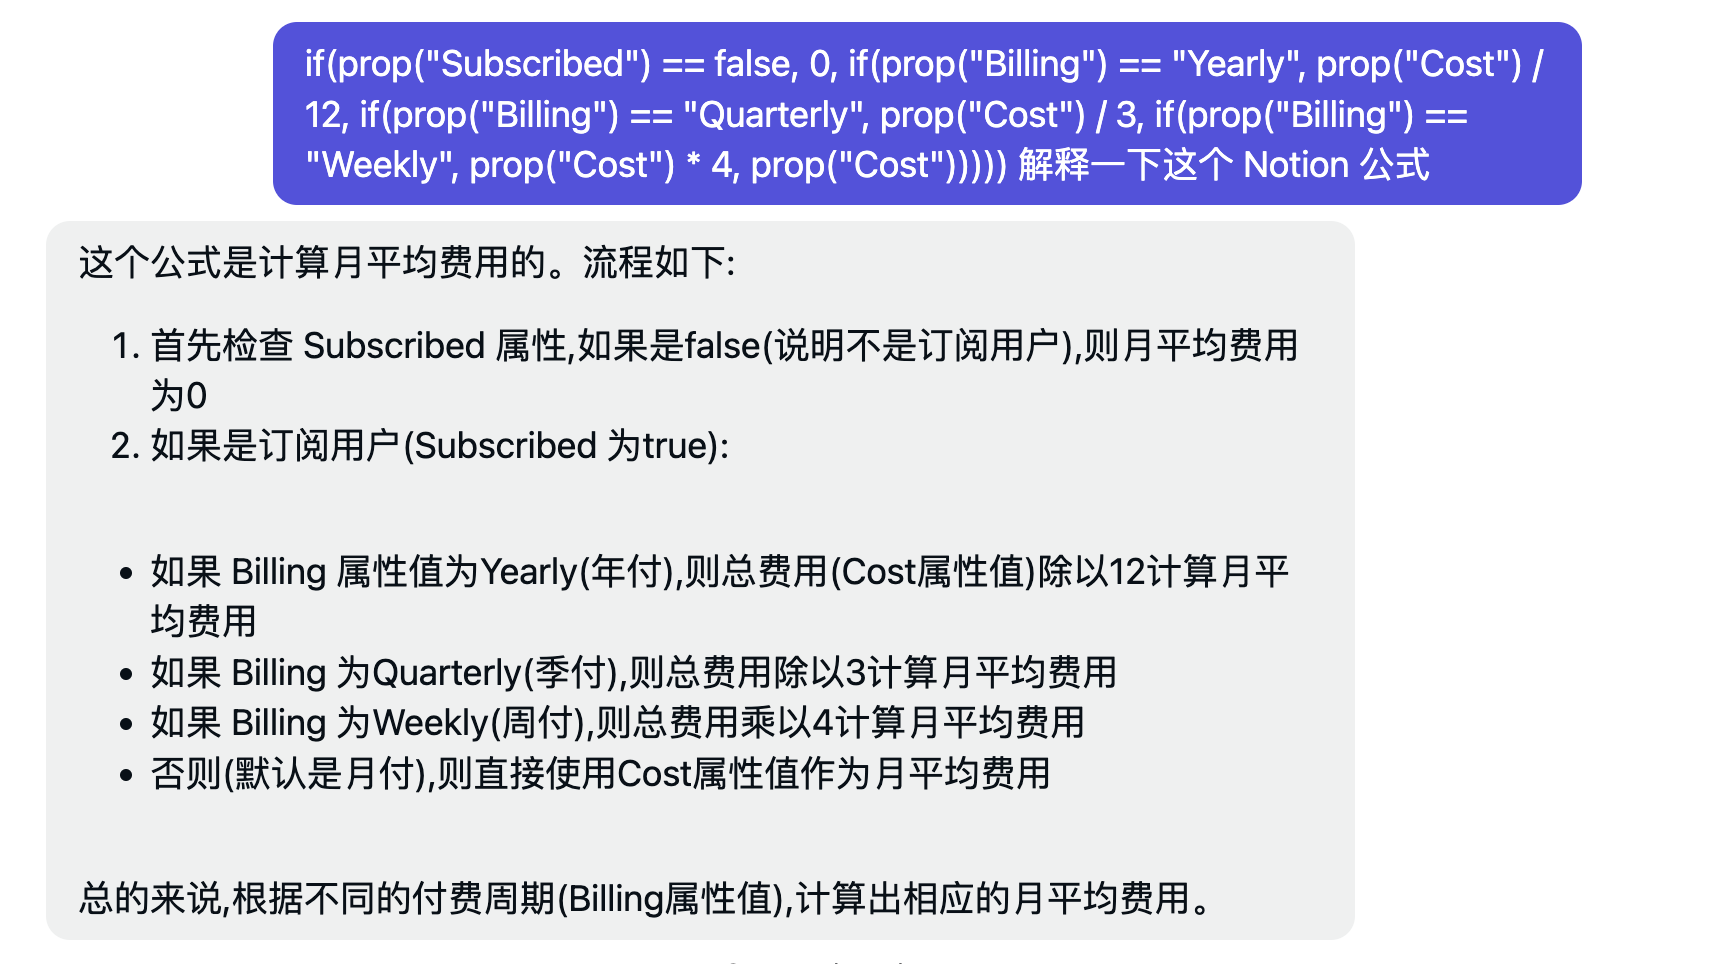 if(prop("Subscribed") == false, 0, if(prop("Billing") == "Yearly", prop("Cost") /
12, if(prop("Billing") == "Quarterly", prop("Cost") / 3, if(prop("Billing") ==
"Weekly", prop("Cost") * 4, prop("Cost"))))) 解释一下这个 Notion 公式
这个公式是计算月平均费用的。流程如下:
1. 首先检查 Subscribed 属性,如果是false(说明不是订阅用户),则月平均费用
为0
2. 如果是订阅用户(Subscribed 为true):
• 如果 Billing 属性值为Yearly(年付),则总费用(Cost属性值)除以12计算月平
均费用
• 如果 Billing 为Quarterly(季付),则总费用除以3计算月平均费用
• 如果 Billing 为Weekly(周付),则总费用乘以4计算月平均费用
• 否则(默认是月付),则直接使用Cost属性值作为月平均费用
总的来说,根据不同的付费周期(Billing属性值),计算出相应的月平均费用。